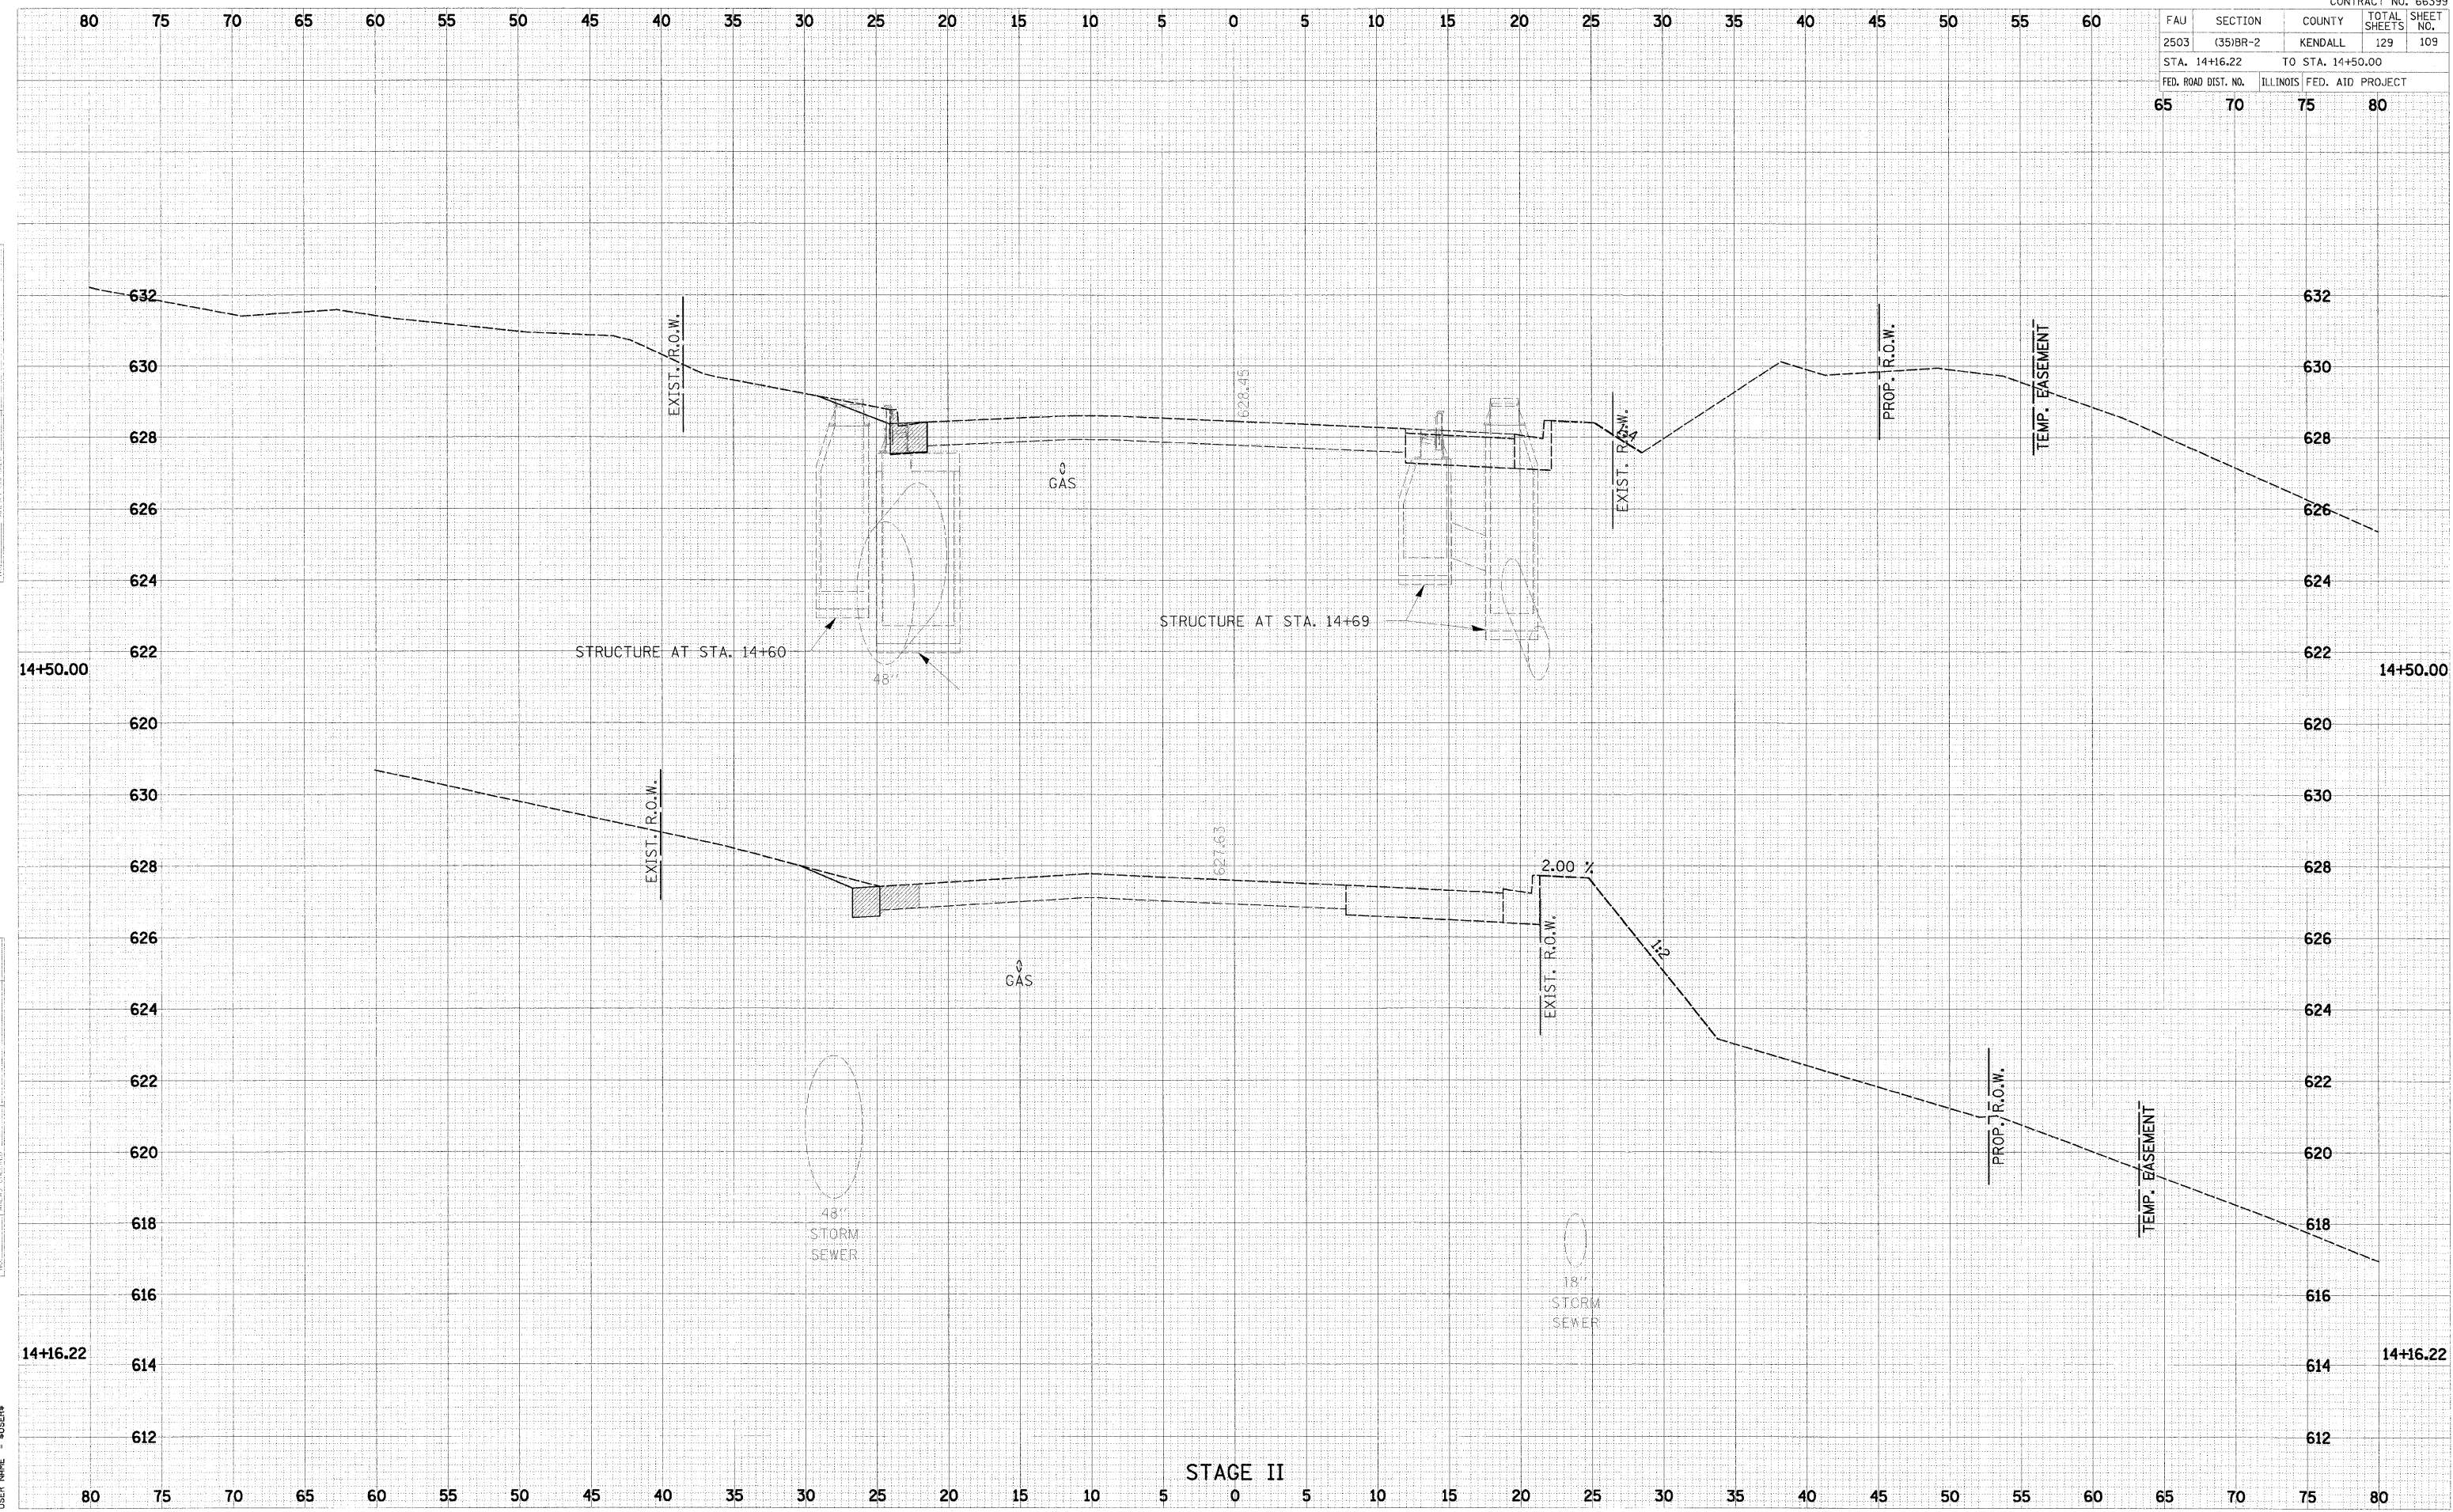 CONTRACT NO. 66399
FAU SECTION COUNTY TOTAL SHEETS SHEET NO.
2503 (35)BR-2 KENDALL 129 109
STA. 14+16.22 TO STA. 14+50.00
FED. ROAD DIST. NO. ILLINOIS FED. AID PROJECT
80 75 70 65 60 55 50 45 40 35 30 25 20 15 10 5 0 5 10 15 20 25 30 35 40 45 50 55 60
65 70 75 80
632 632
EXIST. R.O.W.
628.45
PROP. R.O.W.
TEMP. EASEMENT
630 630
EXIST. R.O.W.
1:4
628 628
GAS
626 626
624 624
STRUCTURE AT STA. 14+69
STRUCTURE AT STA. 14+60
622 622
14+50.00 14+50.00
48"
620 620
630 630
EXIST. R.O.W.
627.63
628 628
2.00 %
626 626
1:2
EXIST. R.O.W.
GAS
624 624
622 622
PROP. R.O.W.
TEMP. EASEMENT
620 620
618 618
48"
STORM
SEWER
18"
STORM
SEWER
616 616
14+16.22 14+16.22
614 614
612 612
STAGE II
80 75 70 65 60 55 50 45 40 35 30 25 20 15 10 5 0 5 10 15 20 25 30 35 40 45 50 55 60 65 70 75 80
USER NAME = $USER$